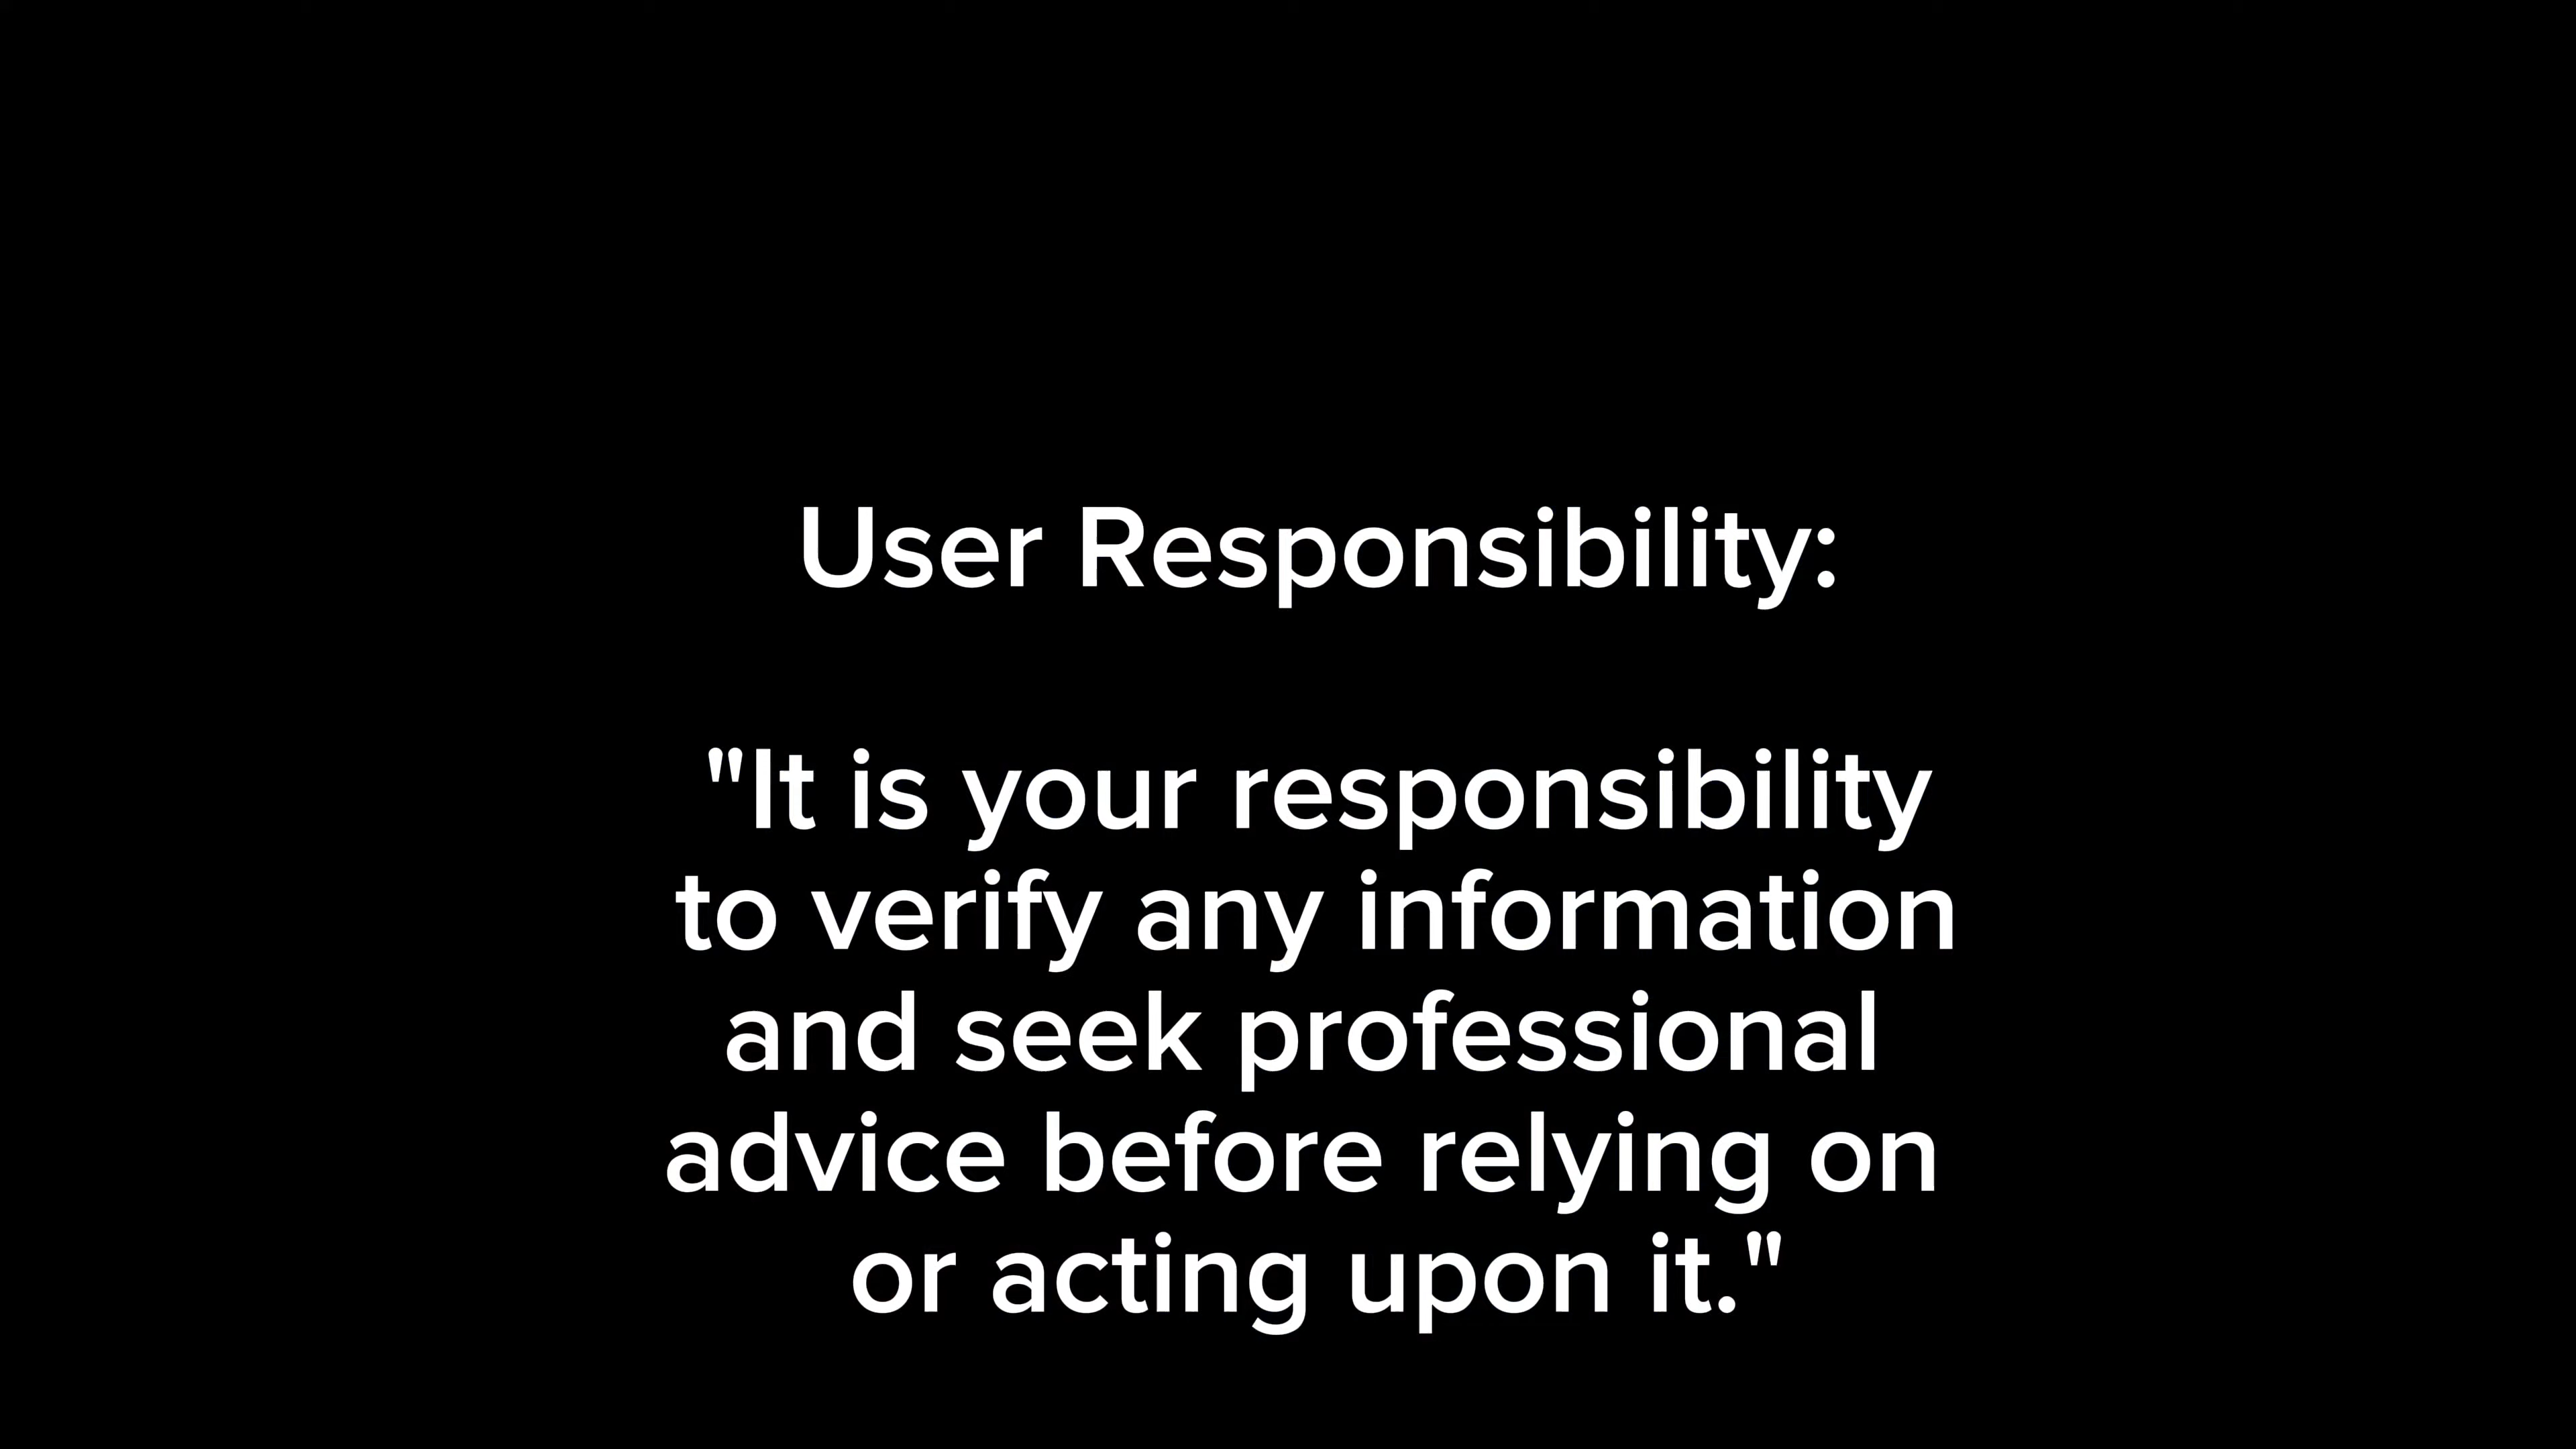 User Responsibility:
"It is your responsibility
to verify any information
and seek professional
advice before relying on
or acting upon it."